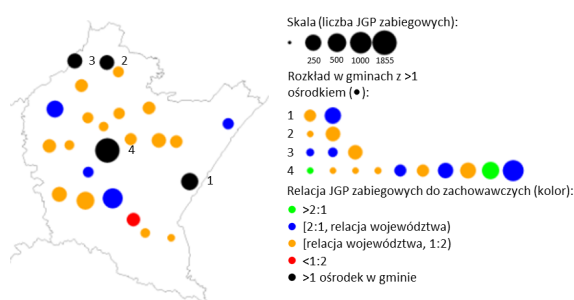 3
2
4
1
Skala (liczba JGP zabiegowych):
250 500 1000 1855
Rozkład w gminach z >1
ośrodkiem (•):
1
2
3
4
Relacja JGP zabiegowych do zachowawczych (kolor):
>2:1
[2:1, relacja województwa)
[relacja województwa, 1:2)
<1:2
>1 ośrodek w gminie